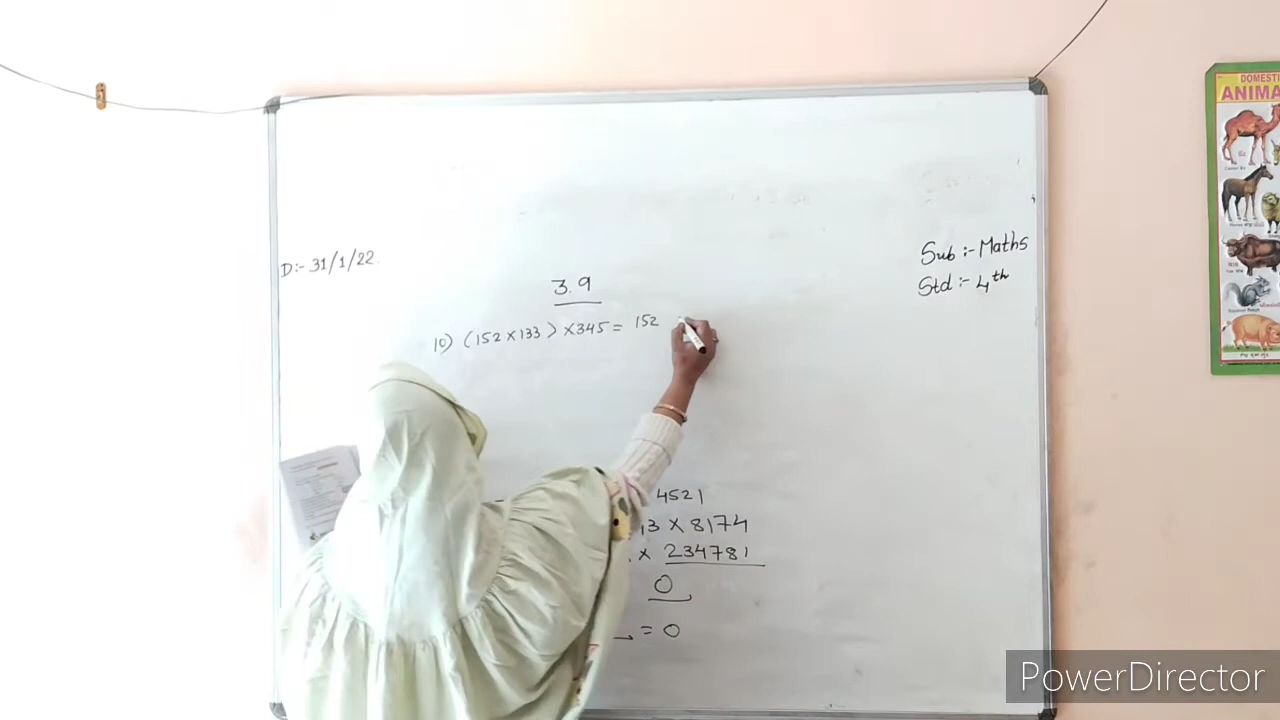 DOMESTI
ANIMA
D:- 31/1/22.
Sub :- Maths
Std :- 4th
3.9
10) (152 x 133) x 345 = 152
4521
13 x 8174
x 234781
0
= 0
PowerDirector